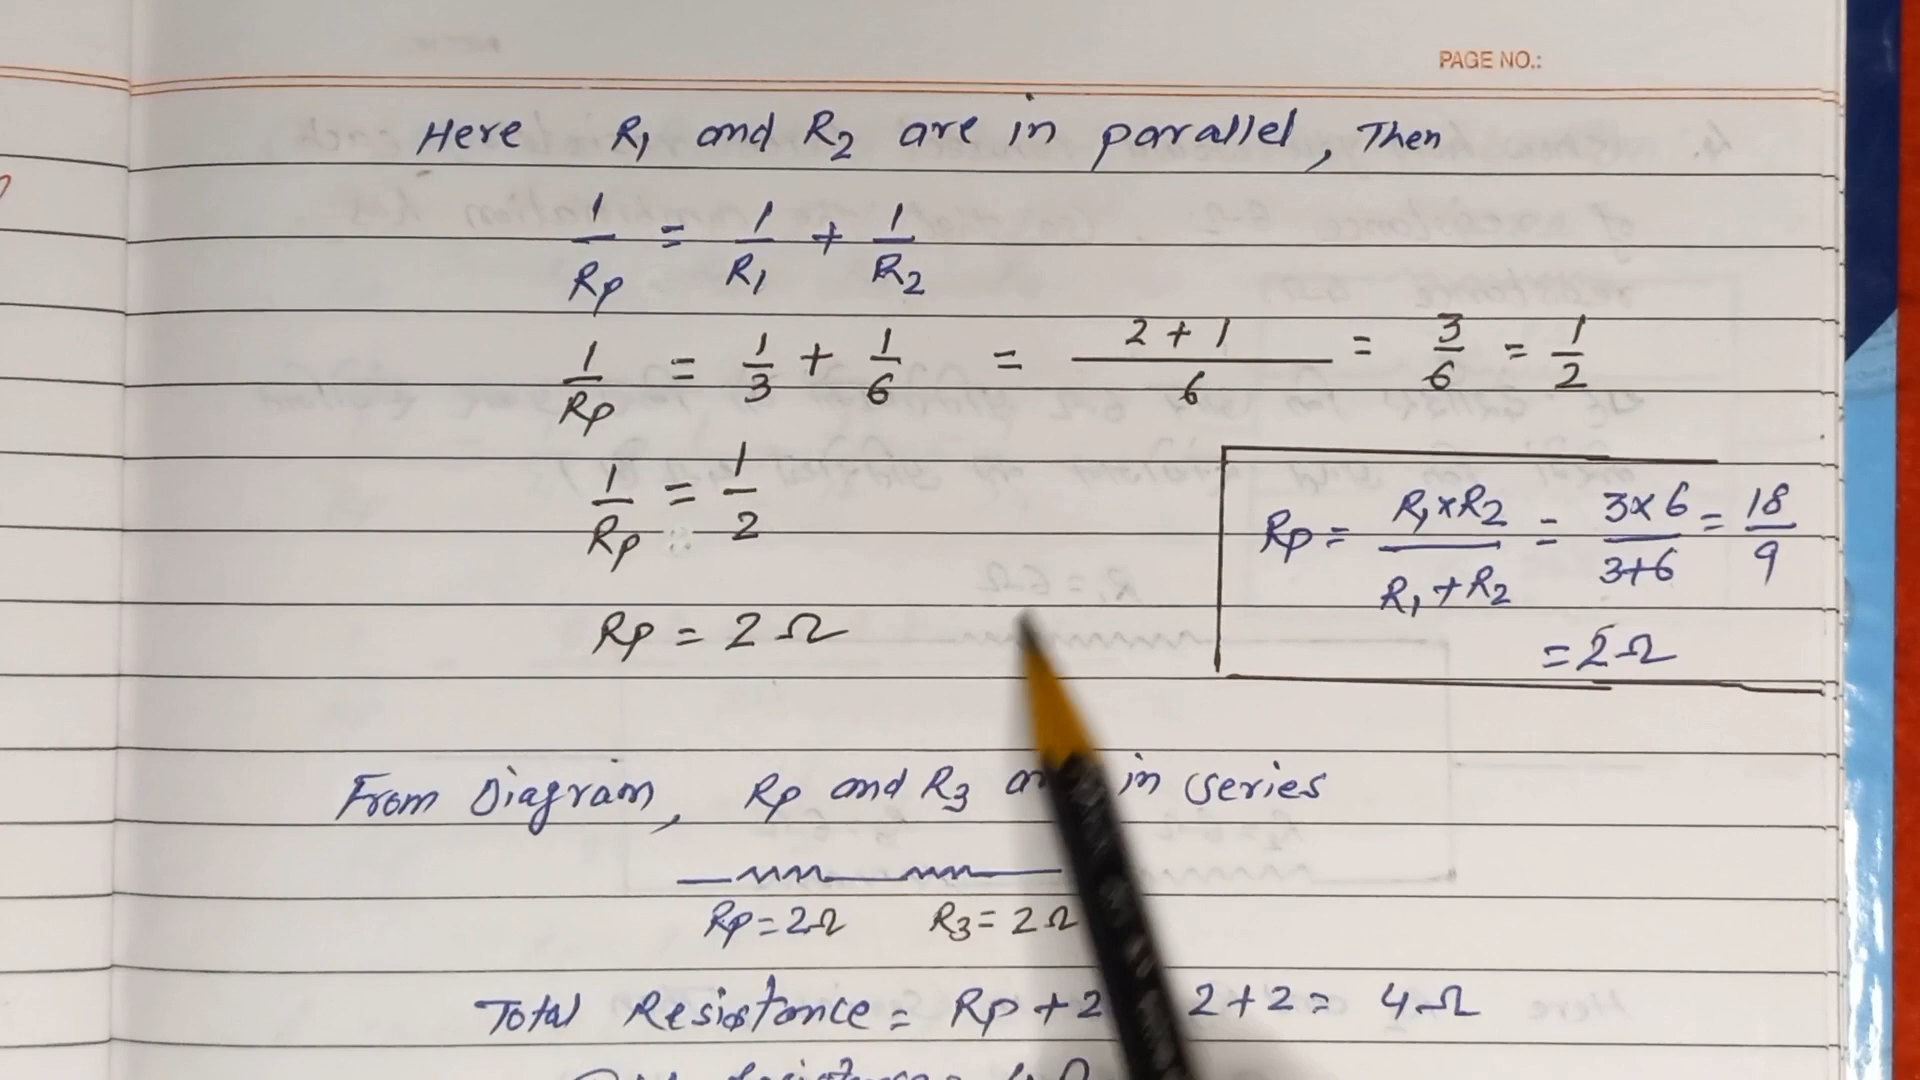 PAGE NO.:
Here R1 and R2 are in parallel, Then
1/Rp = 1/R1 + 1/R2
1/Rp = 1/3 + 1/6 = 2+1/6 = 3/6 = 1/2
1/Rp = 1/2
Rp = R1×R2/R1+R2 = 3×6/3+6 = 18/9
= 2Ω
Rp = 2Ω
From Diagram, Rp and R3 in series
Rp=2Ω R3=2Ω
Total Resistance = Rp + 2 2+2 = 4Ω